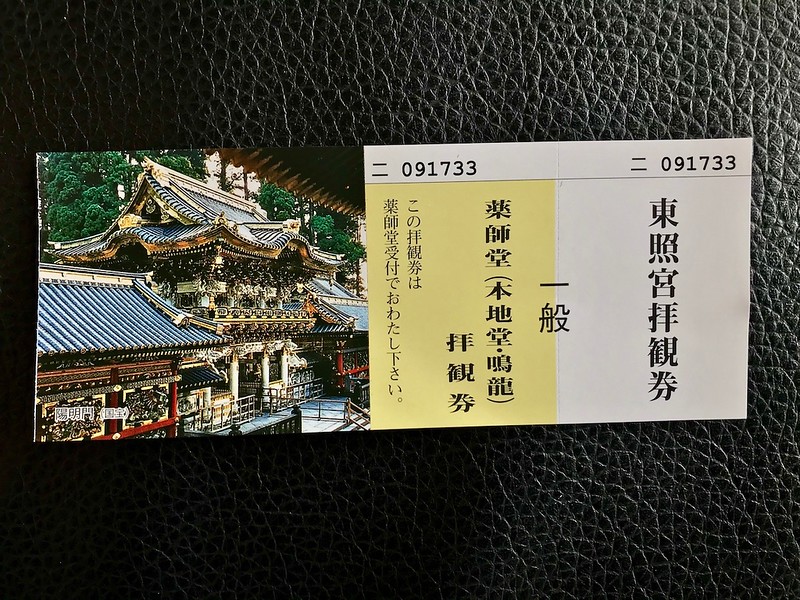 二 091733
二 091733
東照宮拝観券
一般
薬師堂(本地堂・鳴龍)
拝観券
この拝観券は
薬師堂受付でおわたし下さい。
陽明門〈国宝〉